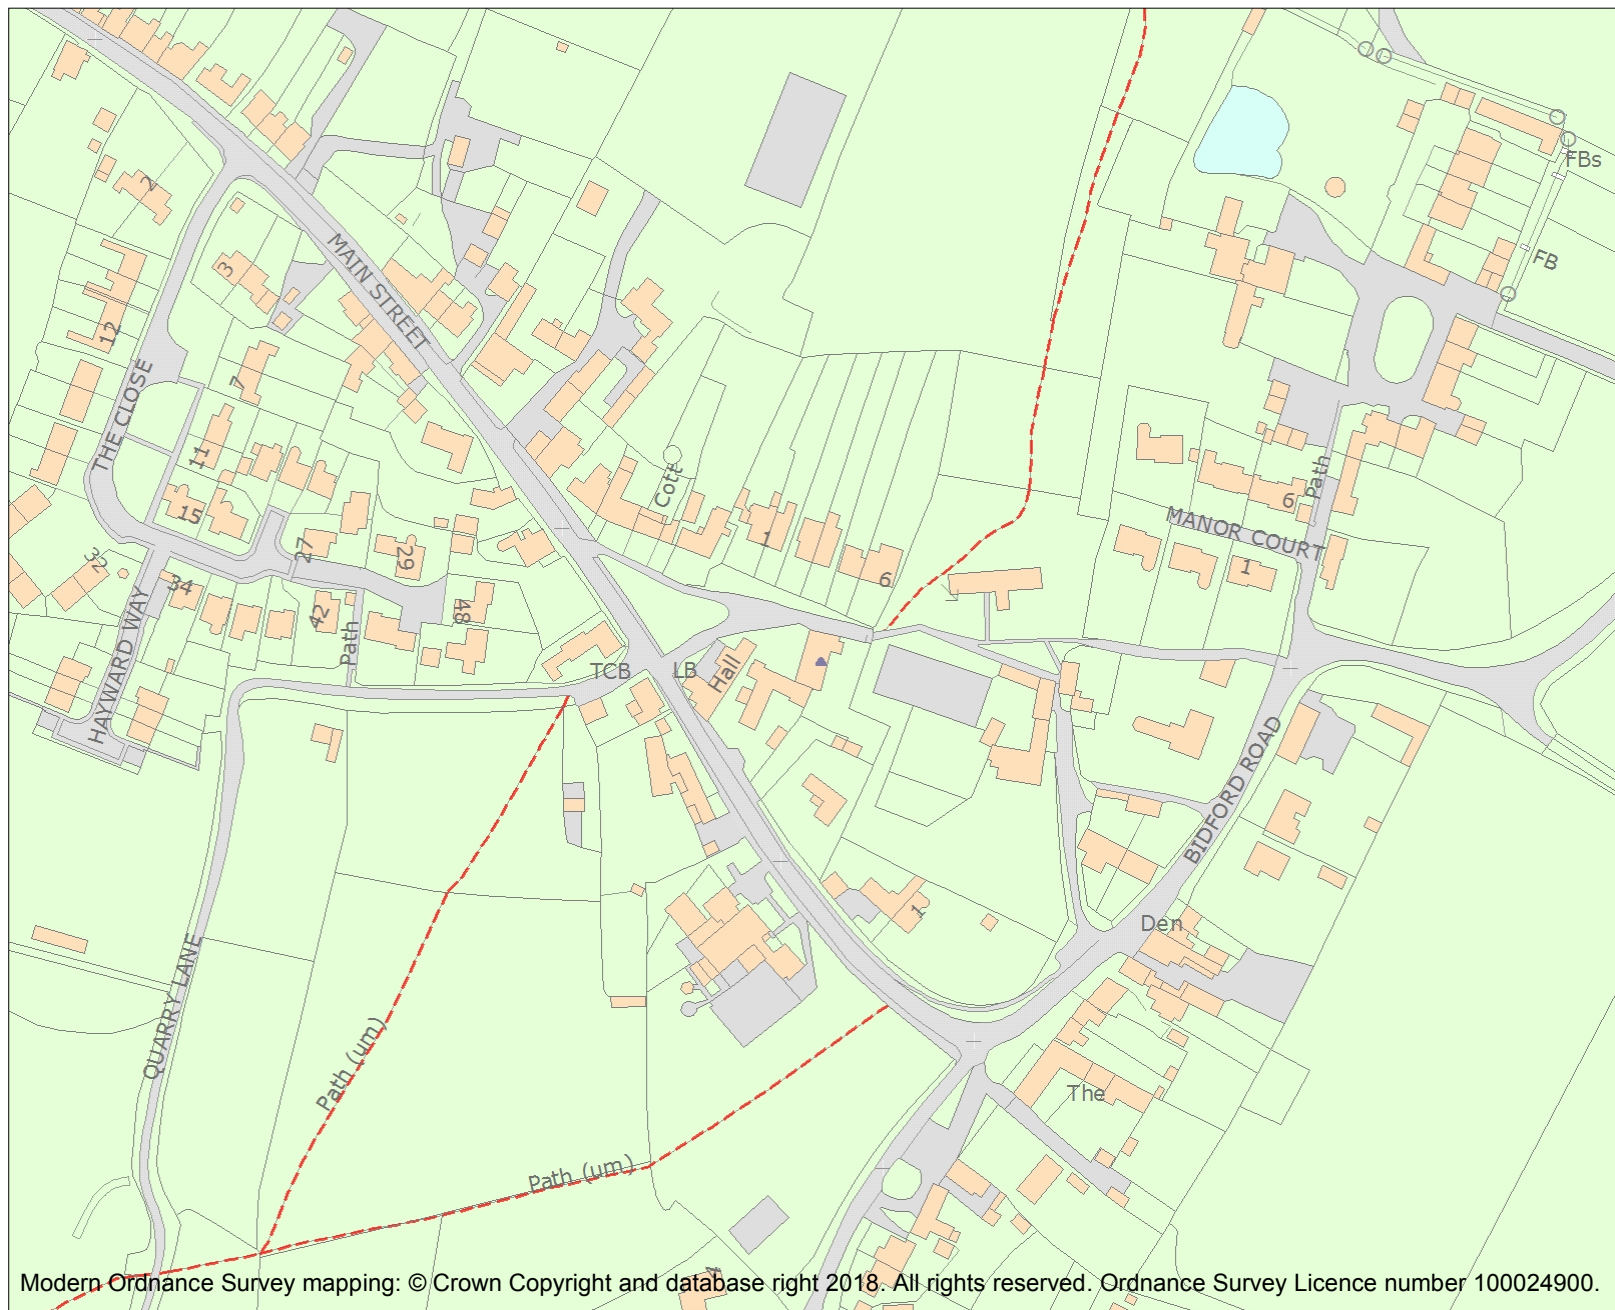 FBs
2
MAIN STREET
FB
3
12
7
THE CLOSE
11
Cott
Path
6
15
MANOR COURT
1
27
29
1
32
6
34
42
48
HAYWARD WAY
Path
TCB
LB
Hall
BIDFORD ROAD
1
Den
QUARRY LANE
Path (um)
The
Path (um)
4
Modern Ordnance Survey mapping: © Crown Copyright and database right 2018. All rights reserved. Ordnance Survey Licence number 100024900.